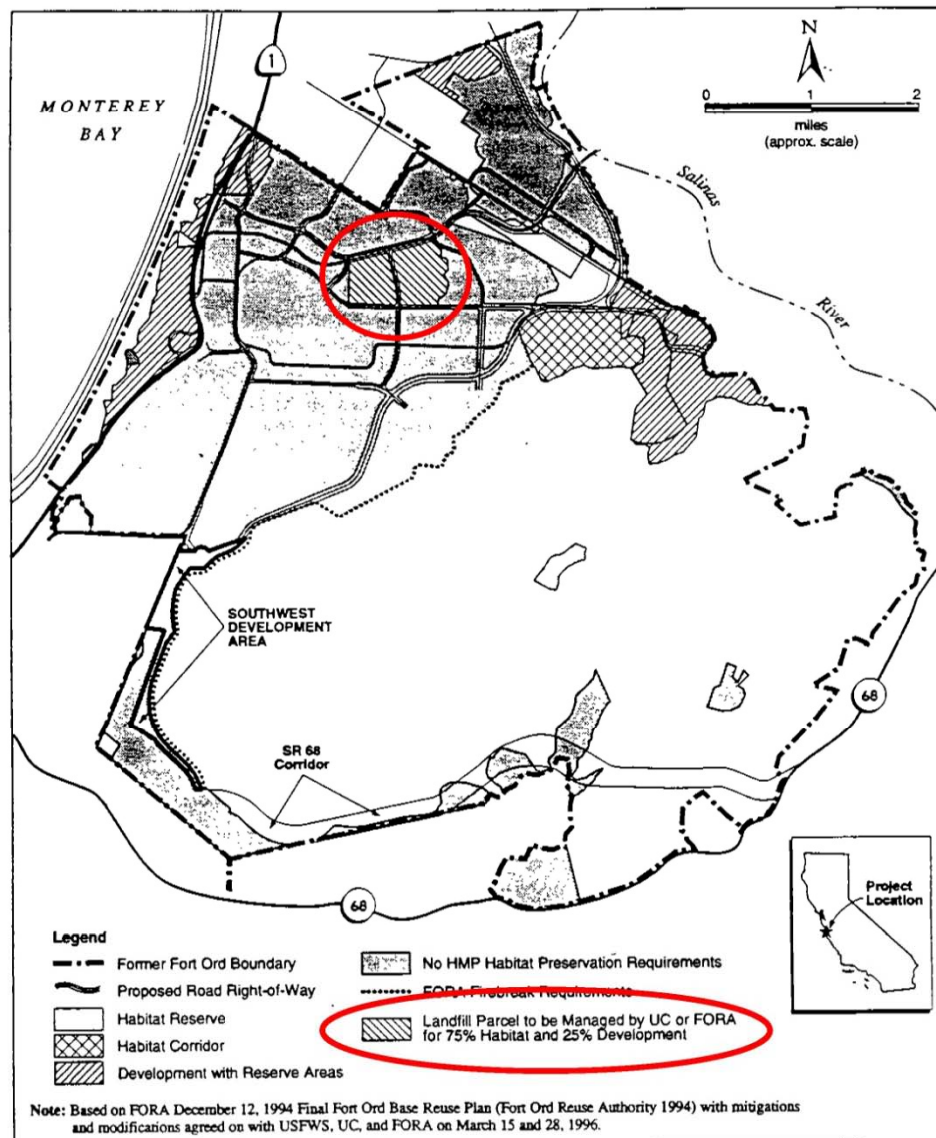 N
1
MONTEREY
BAY
0 1 2
miles
(approx. scale)
Salinas
River
SOUTHWEST
DEVELOPMENT
AREA
68
SR 68
Corridor
68
Project
Location
Legend
Former Fort Ord Boundary
Proposed Road Right-of-Way
Habitat Reserve
Habitat Corridor
Development with Reserve Areas
No HMP Habitat Preservation Requirements
FORA Firebreak Requirements
Landfill Parcel to be Managed by UC or FORA
for 75% Habitat and 25% Development
Note: Based on FORA December 12, 1994 Final Fort Ord Base Reuse Plan (Fort Ord Reuse Authority 1994) with mitigations
and modifications agreed on with USFWS, UC, and FORA on March 15 and 28, 1996.